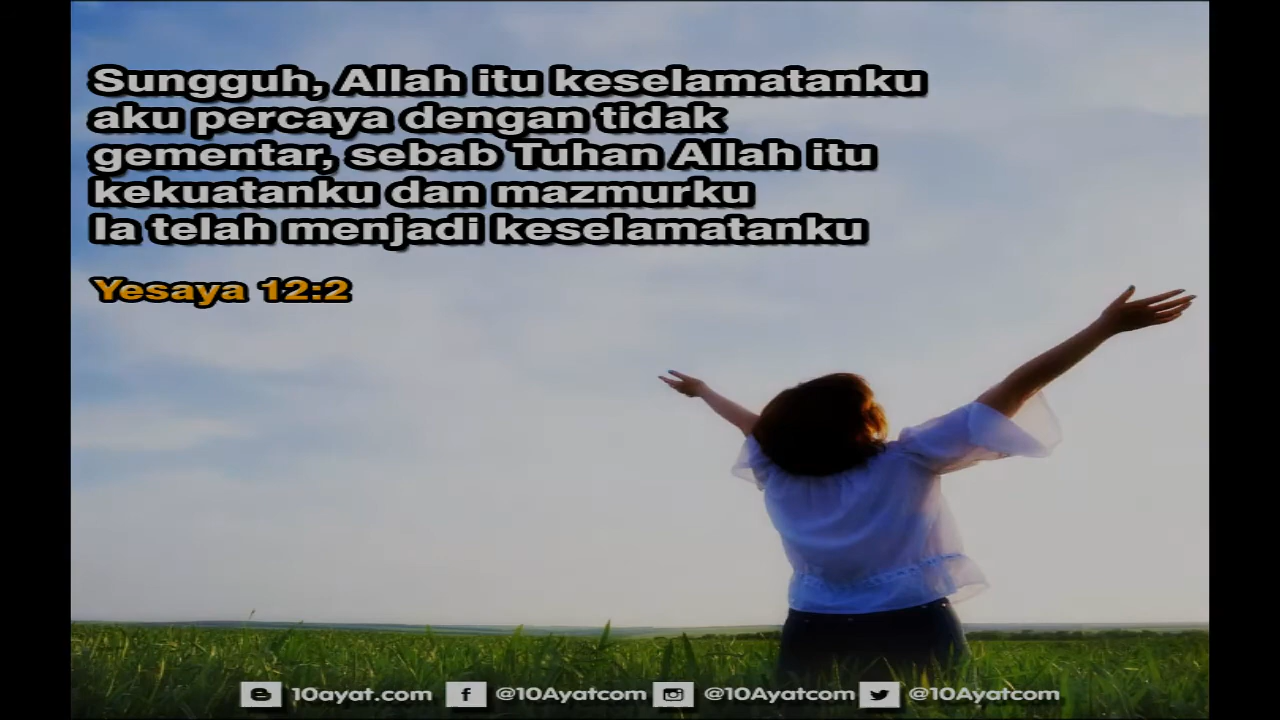 Sungguh, Allah itu keselamatanku
aku percaya dengan tidak
gementar, sebab Tuhan Allah itu
kekuatanku dan mazmurku
Ia telah menjadi keselamatanku
Yesaya 12:2
10ayat.com @10Ayatcom @10Ayatcom @10Ayatcom